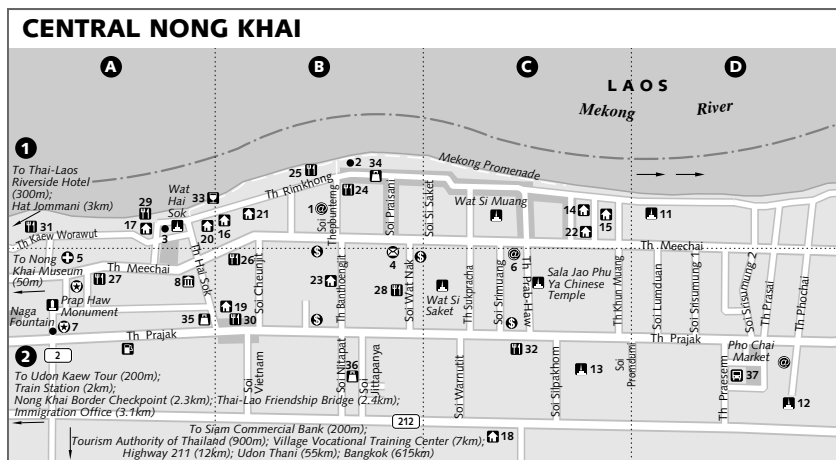 CENTRAL NONG KHAI
A
B
C
D
LAOS
Mekong River
1
To Thai-Laos
Riverside Hotel
(300m);
Hat Jommani (3km)
Wat
Hai
Sok
33
25
2
34
Mekong Promenade
Th Rimkhong
24
29
31
17
3
20
16
21
1
Soi Thepbunterng
Soi Praisani
Soi Si Saket
Wat Si Muang
14
15
22
11
Th Kaew Worawut
Th Meechai
To Nong
Khai Museum
(50m)
5
27
Th Meechai
8
Th Hai Sok
26
Soi Cheunjit
23
Th Banthoengjit
4
28
Soi Wat Nak
Wat Si
Saket
Th Sukpracha
Soi Srimuang
6
Th Prab Haw
Sala Jao Phu
Ya Chinese
Temple
Th Khun Muang
Soi Lumduan
Soi Srisumung 1
Soi Srisumung 2
Th Prasai
Th Phochai
Prap Haw
Monument
Naga
Fountain
7
35
19
30
Th Prajak
Th Prajak
2
2
To Udon Kaew Tour (200m);
Train Station (2km);
Nong Khai Border Checkpoint (2.3km); Thai-Lao Friendship Bridge (2.4km);
Immigration Office (3.1km)
Soi
Vietnam
Soi Nitapat
36
Soi
Jittapanya
Soi Wamutit
32
Soi Silpakhom
13
Soi
Promdumi
Pho Chai
Market
37
Th Praesern
12
212
To Siam Commercial Bank (200m);
Tourism Authority of Thailand (900m); Village Vocational Training Center (7km);
Highway 211 (12km); Udon Thani (55km); Bangkok (615km)
18